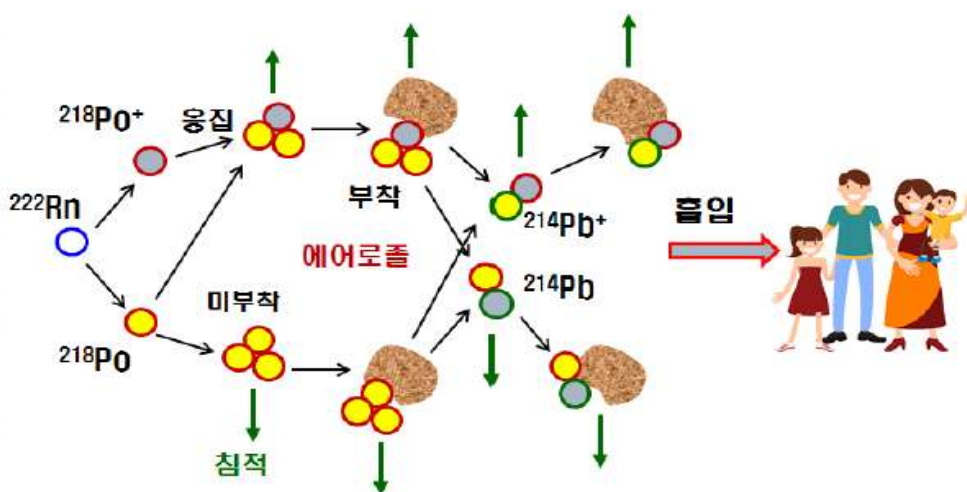 ²¹⁸Po⁺
응집
²²²Rn
부착
²¹⁴Pb⁺
흡입
에어로졸
미부착
²¹⁴Pb
²¹⁸Po
침적